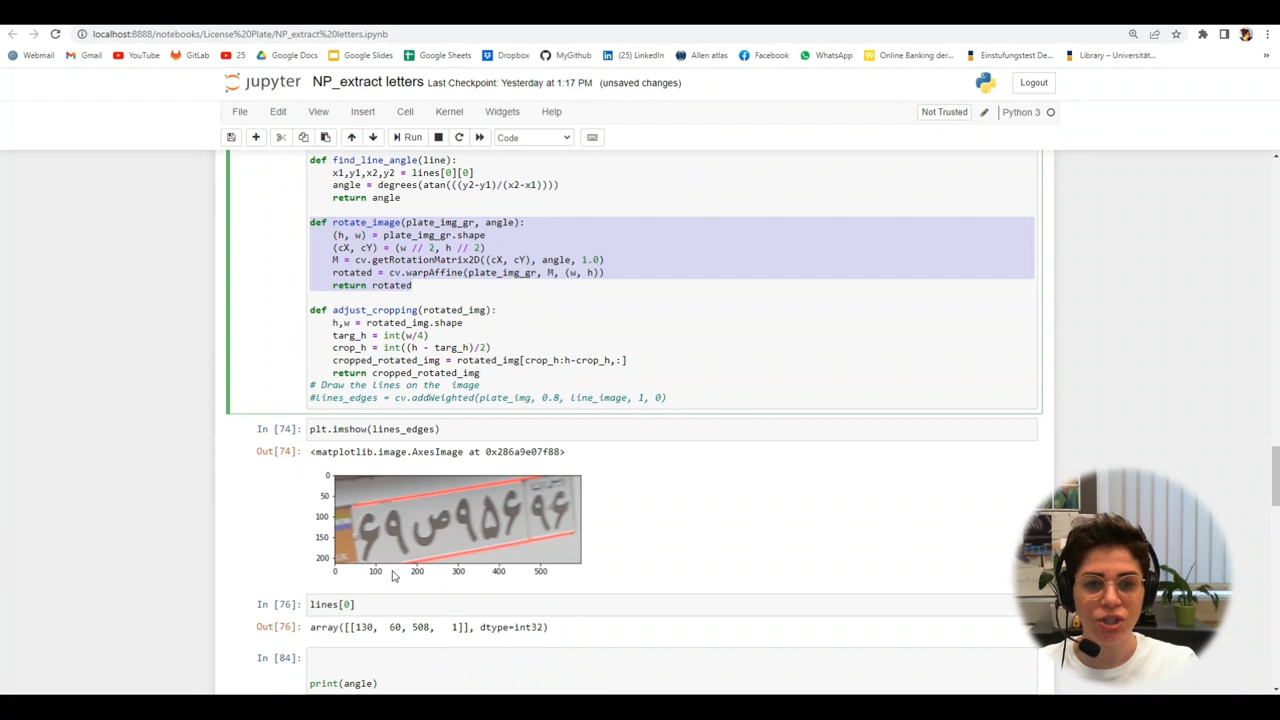 localhost:8888/notebooks/License%20Plate/NP_extract%20letters.ipynb
Webmail Gmail YouTube GitLab 25 Google Docs Google Slides Google Sheets Dropbox MyGithub (25) LinkedIn Allen atlas Facebook WhatsApp Online Banking der... Einstufungstest De... Library – Universität...
jupyter NP_extract letters Last Checkpoint: Yesterday at 1:17 PM (unsaved changes) Logout
File Edit View Insert Cell Kernel Widgets Help Not Trusted Python 3
Run Code
def find_line_angle(line):
x1,y1,x2,y2 = lines[0][0]
angle = degrees(atan(((y2-y1)/(x2-x1))))
return angle
def rotate_image(plate_img_gr, angle):
(h, w) = plate_img_gr.shape
(cX, cY) = (w // 2, h // 2)
M = cv.getRotationMatrix2D((cX, cY), angle, 1.0)
rotated = cv.warpAffine(plate_img_gr, M, (w, h))
return rotated
def adjust_cropping(rotated_img):
h,w = rotated_img.shape
targ_h = int(w/4)
crop_h = int((h - targ_h)/2)
cropped_rotated_img = rotated_img[crop_h:h-crop_h,:]
return cropped_rotated_img
# Draw the lines on the  image
#lines_edges = cv.addWeighted(plate_img, 0.8, line_image, 1, 0)
In [74]: plt.imshow(lines_edges)
Out[74]: <matplotlib.image.AxesImage at 0x286a9e07f88>
0
50
100
150
200
۶۹ص۹۵۶ ۹۶
0 100 200 300 400 500
In [76]: lines[0]
Out[76]: array([[130,  60, 508,   1]], dtype=int32)
In [84]:
print(angle)